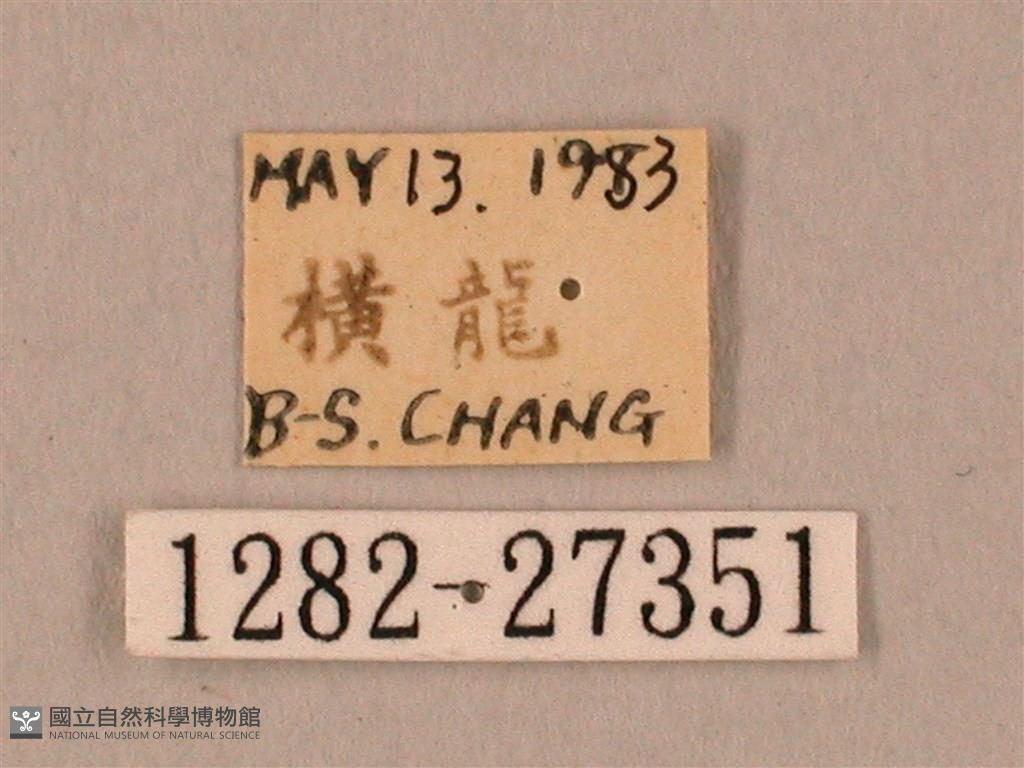 MAY 13. 1983
橫龍
B-S. CHANG
1282-27351
國立自然科學博物館
NATIONAL MUSEUM OF NATURAL SCIENCE